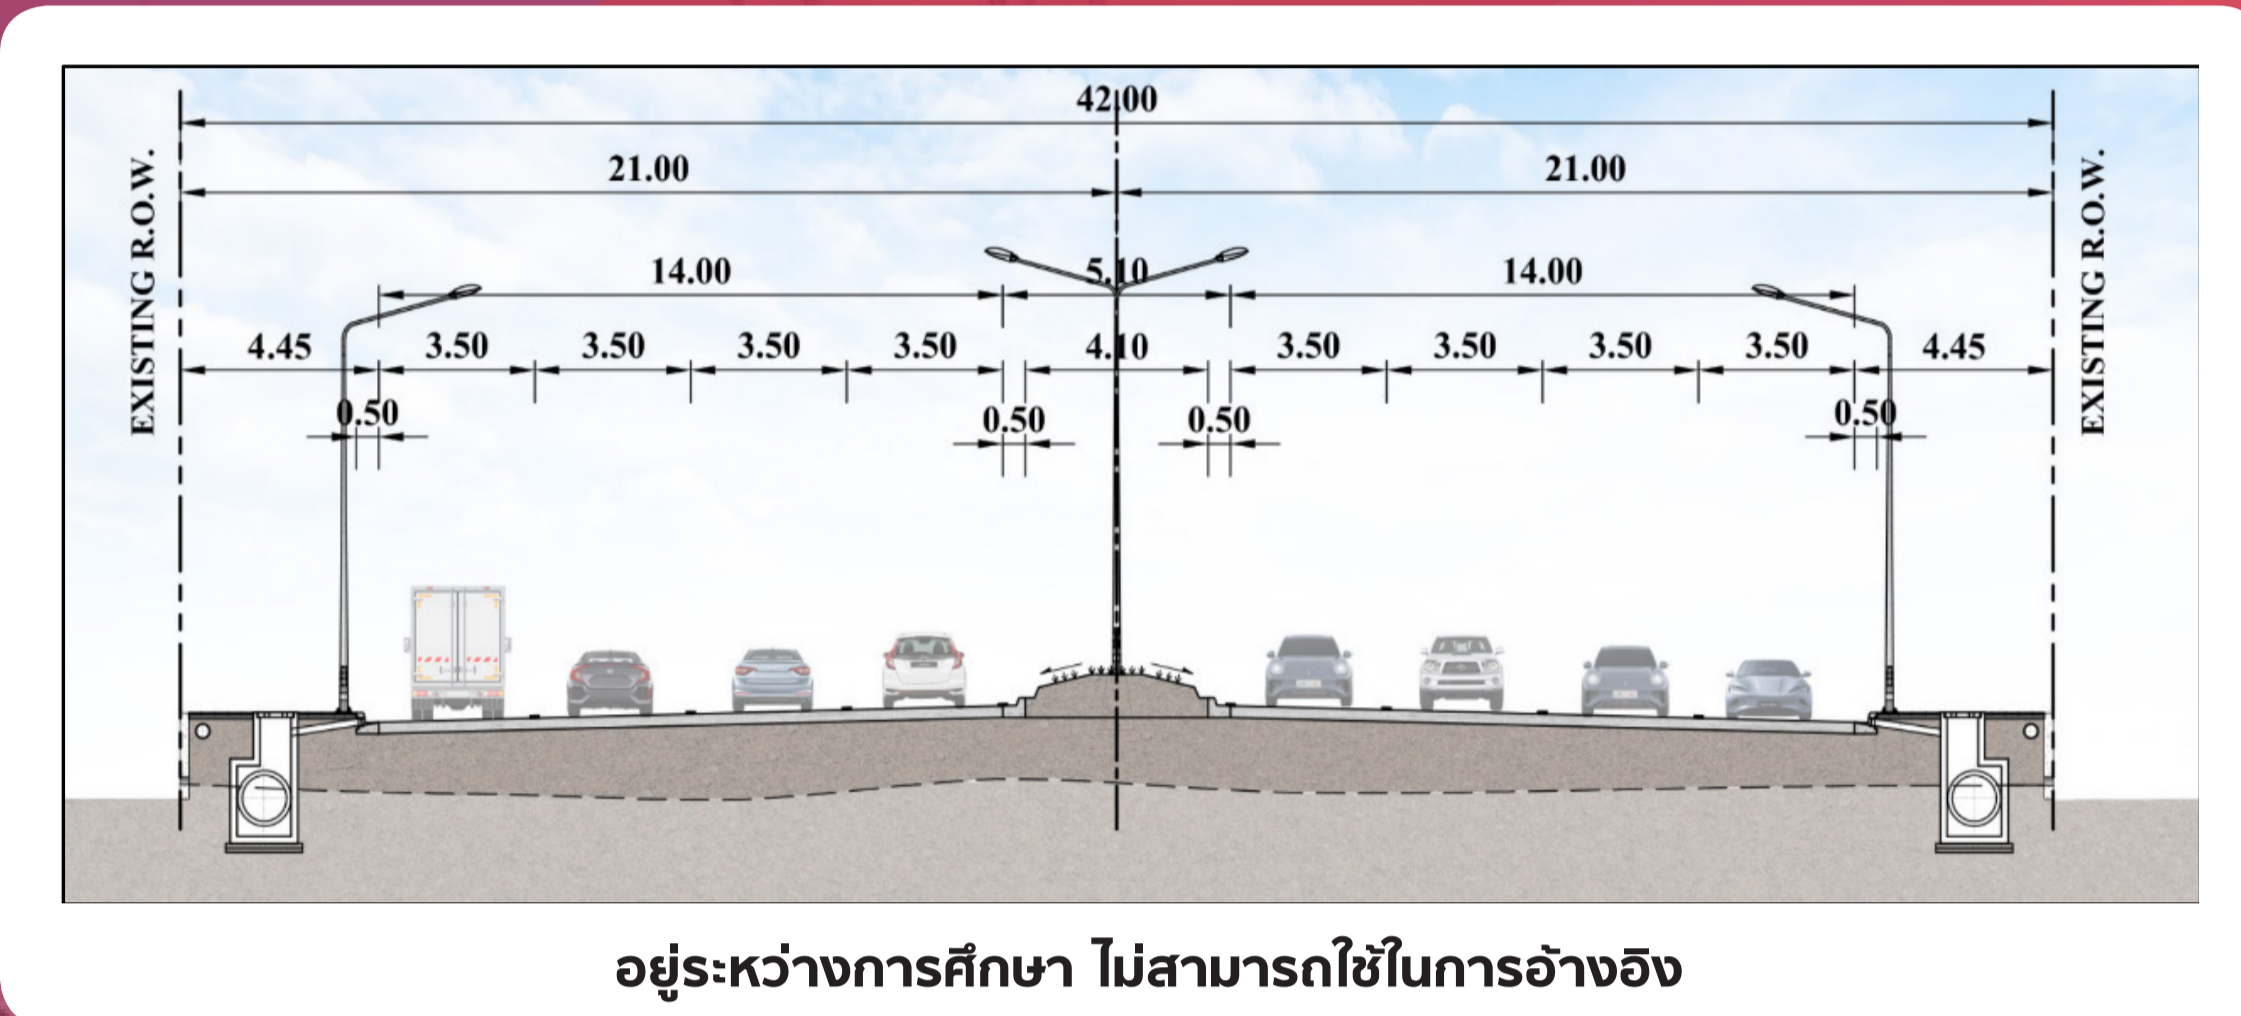 42.00
21.00 21.00
14.00 5.10 14.00
4.45 3.50 3.50 3.50 3.50 4.10 3.50 3.50 3.50 3.50 4.45
0.50 0.50 0.50 0.50
EXISTING R.O.W.
EXISTING R.O.W.
อยู่ระหว่างการศึกษา ไม่สามารถใช้ในการอ้างอิง